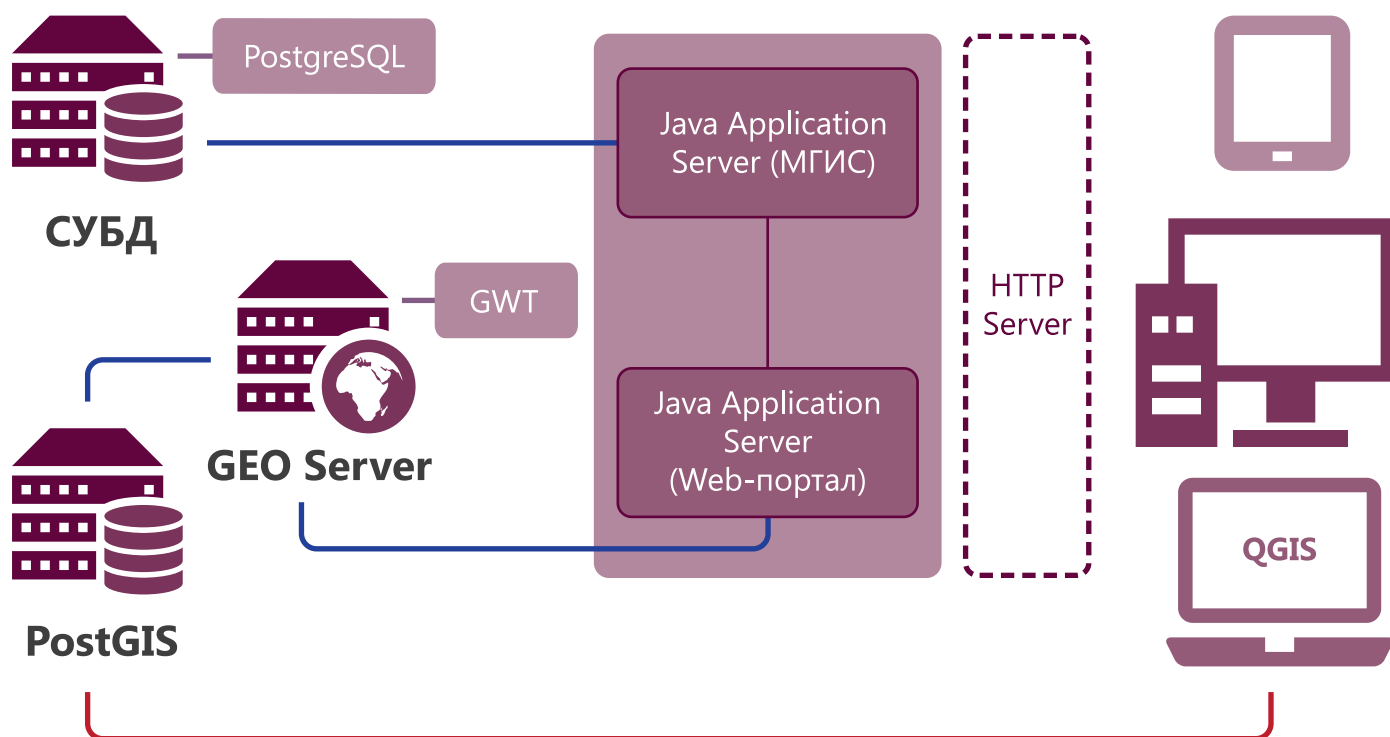 PostgreSQL
СУБД
Java Application
Server (МГИС)
GWT
GEO Server
HTTP
Server
Java Application
Server
(Web-портал)
PostGIS
QGIS